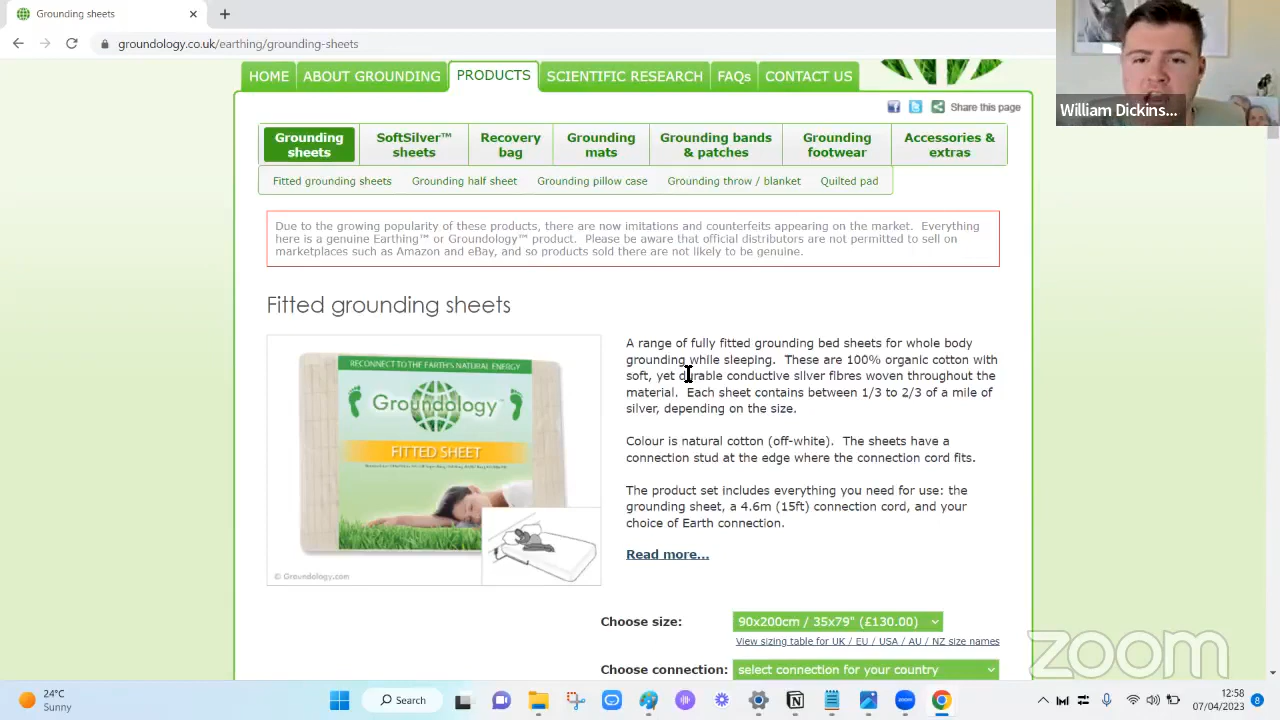 Grounding sheets
groundology.co.uk/earthing/grounding-sheets
William Dickins...
HOME
ABOUT GROUNDING
PRODUCTS
SCIENTIFIC RESEARCH
FAQs
CONTACT US
Share this page
Grounding sheets
SoftSilver™ sheets
Recovery bag
Grounding mats
Grounding bands & patches
Grounding footwear
Accessories & extras
Fitted grounding sheets
Grounding half sheet
Grounding pillow case
Grounding throw / blanket
Quilted pad
Due to the growing popularity of these products, there are now imitations and counterfeits appearing on the market. Everything
here is a genuine Earthing™ or Groundology™ product. Please be aware that official distributors are not permitted to sell on
marketplaces such as Amazon and eBay, and so products sold there are not likely to be genuine.
Fitted grounding sheets
RECONNECT TO THE EARTH'S NATURAL ENERGY
Groundology™
FITTED SHEET
© Groundology.com
A range of fully fitted grounding bed sheets for whole body
grounding while sleeping. These are 100% organic cotton with
soft, yet durable conductive silver fibres woven throughout the
material. Each sheet contains between 1/3 to 2/3 of a mile of
silver, depending on the size.
Colour is natural cotton (off-white). The sheets have a
connection stud at the edge where the connection cord fits.
The product set includes everything you need for use: the
grounding sheet, a 4.6m (15ft) connection cord, and your
choice of Earth connection.
Read more...
Choose size:
90x200cm / 35x79" (£130.00)
View sizing table for UK / EU / USA / AU / NZ size names
Choose connection:
select connection for your country
zoom
24°C
Sunny
Search
12:58
07/04/2023
8